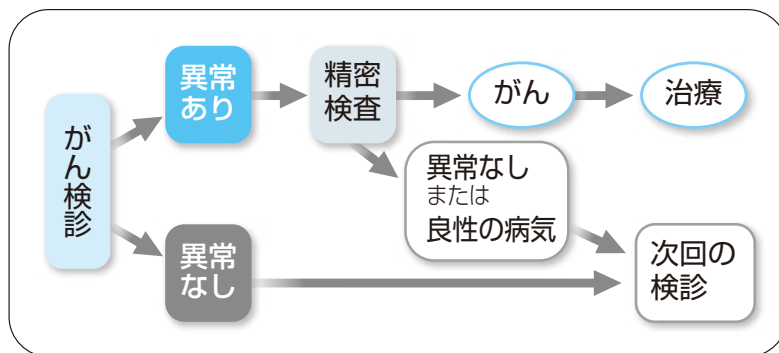 がん検診
異常
あり
精密
検査
がん
治療
異常なし
または
良性の病気
異常
なし
次回の
検診